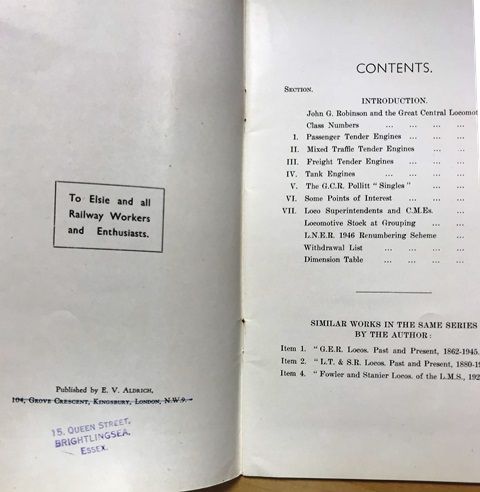 To Elsie and all
Railway Workers
and Enthusiasts.
Published by E. V. ALDRICH,
104, GROVE CRESCENT, KINGSBURY, LONDON, N.W.9.
15. QUEEN STREET,
BRIGHTLINGSEA,
ESSEX.
CONTENTS.
SECTION.
INTRODUCTION.
John G. Robinson and the Great Central Locomot
Class Numbers ... ... ... ...
I. Passenger Tender Engines ... ... ...
II. Mixed Traffic Tender Engines ... ...
III. Freight Tender Engines ... ... ...
IV. Tank Engines ... ... ... ...
V. The G.C.R. Pollitt " Singles " ... ...
VI. Some Points of Interest ... ... ...
VII. Loco Superintendents and C.M.Es. ...
Locomotive Stock at Grouping ... ...
L.N.E.R. 1946 Renumbering Scheme ...
Withdrawal List ... ... ... ...
Dimension Table ... ... ... ...
SIMILAR WORKS IN THE SAME SERIES
BY THE AUTHOR :
Item 1. " G.E.R. Locos. Past and Present, 1862-1945.
Item 2. " L.T. & S.R. Locos. Past and Present, 1880-19
Item 4. " Fowler and Stanier Locos. of the L.M.S., 192